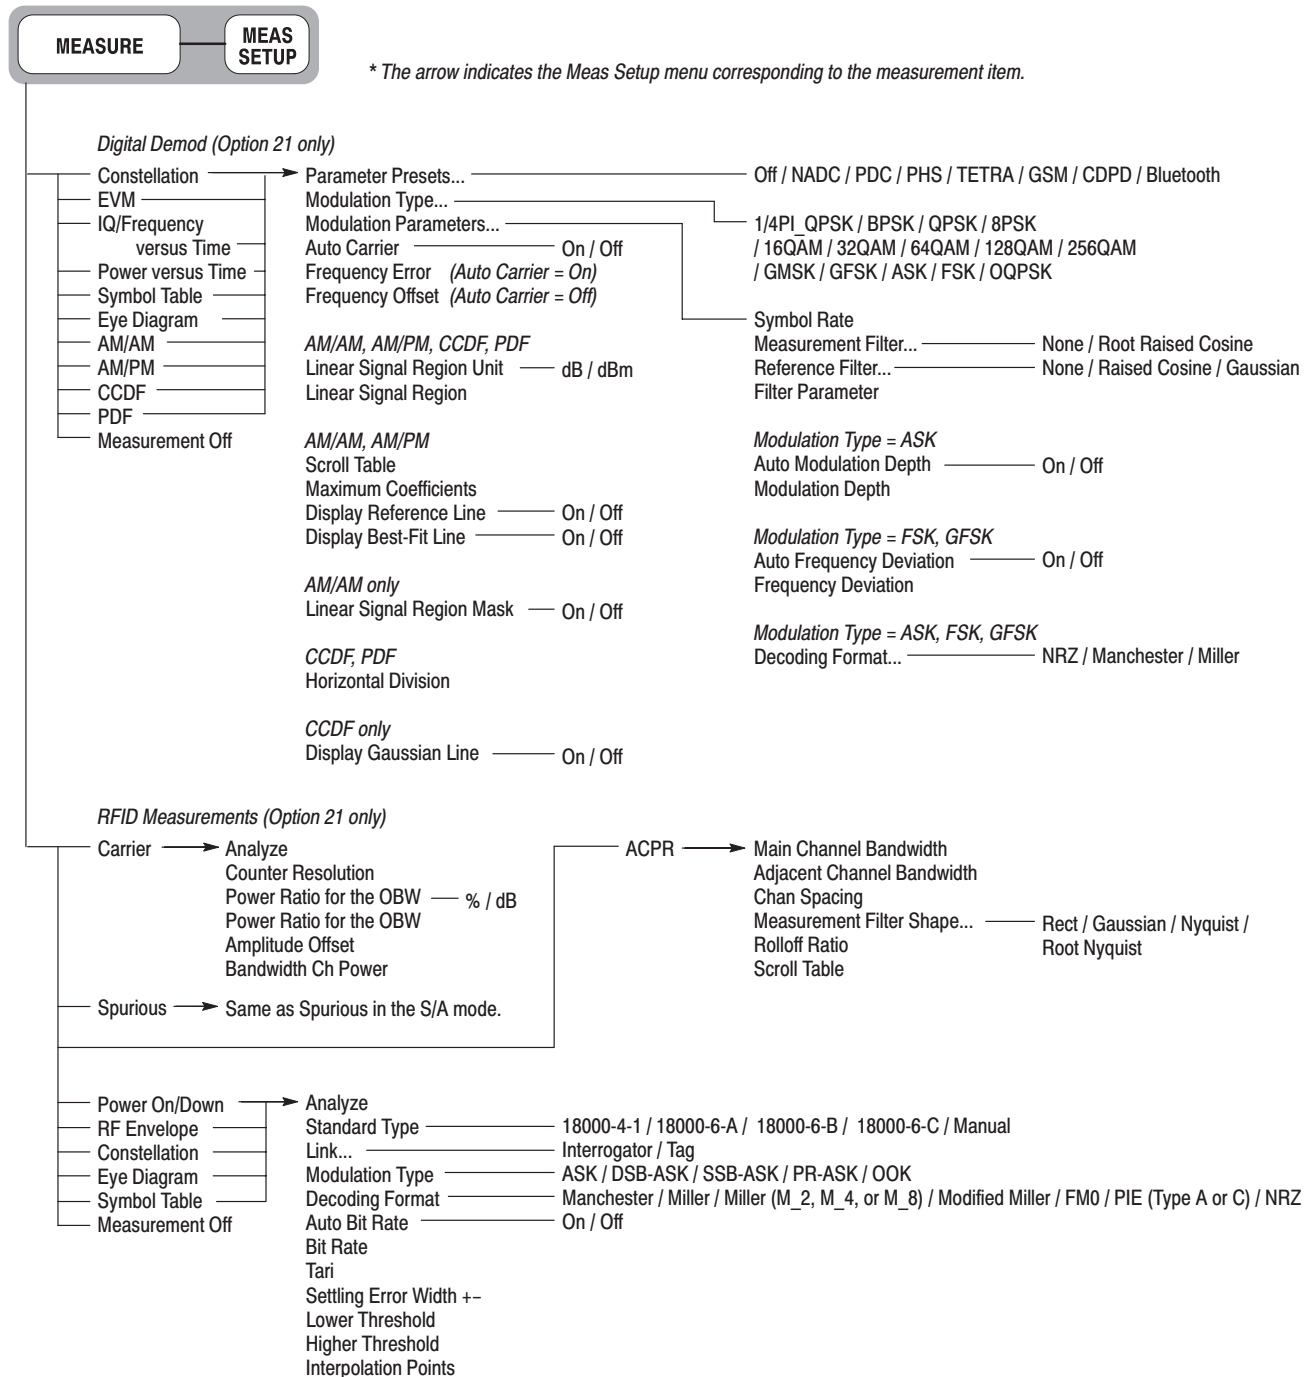 MEASURE
MEAS
SETUP
* The arrow indicates the Meas Setup menu corresponding to the measurement item.
Digital Demod (Option 21 only)
Constellation
EVM
IQ/Frequency
versus Time
Power versus Time
Symbol Table
Eye Diagram
AM/AM
AM/PM
CCDF
PDF
Measurement Off
Parameter Presets...
Modulation Type...
Modulation Parameters...
Auto Carrier On / Off
Frequency Error (Auto Carrier = On)
Frequency Offset (Auto Carrier = Off)
AM/AM, AM/PM, CCDF, PDF
Linear Signal Region Unit dB / dBm
Linear Signal Region
AM/AM, AM/PM
Scroll Table
Maximum Coefficients
Display Reference Line On / Off
Display Best-Fit Line On / Off
AM/AM only
Linear Signal Region Mask On / Off
CCDF, PDF
Horizontal Division
CCDF only
Display Gaussian Line On / Off
Off / NADC / PDC / PHS / TETRA / GSM / CDPD / Bluetooth
1/4PI_QPSK / BPSK / QPSK / 8PSK
/ 16QAM / 32QAM / 64QAM / 128QAM / 256QAM
/ GMSK / GFSK / ASK / FSK / OQPSK
Symbol Rate
Measurement Filter... None / Root Raised Cosine
Reference Filter... None / Raised Cosine / Gaussian
Filter Parameter
Modulation Type = ASK
Auto Modulation Depth On / Off
Modulation Depth
Modulation Type = FSK, GFSK
Auto Frequency Deviation On / Off
Frequency Deviation
Modulation Type = ASK, FSK, GFSK
Decoding Format... NRZ / Manchester / Miller
RFID Measurements (Option 21 only)
Carrier
Analyze
Counter Resolution
Power Ratio for the OBW % / dB
Power Ratio for the OBW
Amplitude Offset
Bandwidth Ch Power
Spurious Same as Spurious in the S/A mode.
ACPR
Main Channel Bandwidth
Adjacent Channel Bandwidth
Chan Spacing
Measurement Filter Shape... Rect / Gaussian / Nyquist /
Root Nyquist
Rolloff Ratio
Scroll Table
Power On/Down
RF Envelope
Constellation
Eye Diagram
Symbol Table
Measurement Off
Analyze
Standard Type 18000-4-1 / 18000-6-A / 18000-6-B / 18000-6-C / Manual
Link... Interrogator / Tag
Modulation Type ASK / DSB-ASK / SSB-ASK / PR-ASK / OOK
Decoding Format Manchester / Miller / Miller (M_2, M_4, or M_8) / Modified Miller / FM0 / PIE (Type A or C) / NRZ
Auto Bit Rate On / Off
Bit Rate
Tari
Settling Error Width +−
Lower Threshold
Higher Threshold
Interpolation Points